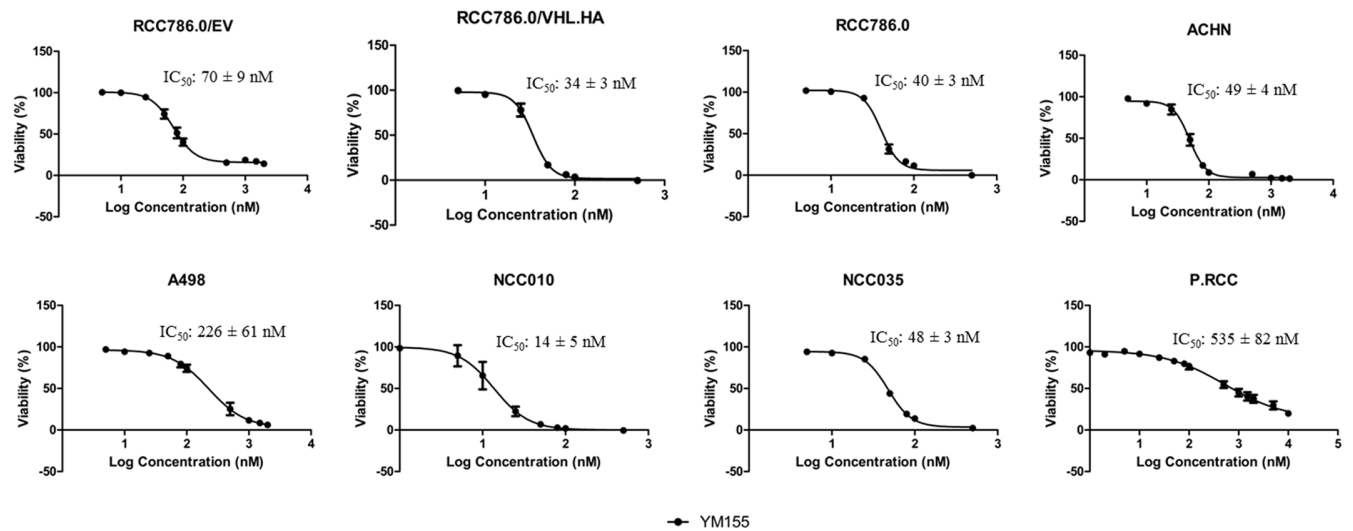 RCC786.0/EV
IC50: 70 ± 9 nM
Viability (%)
150
100
50
0
-50
1
2
3
4
Log Concentration (nM)
RCC786.0/VHL.HA
IC50: 34 ± 3 nM
Viability (%)
150
100
50
0
-50
1
2
3
Log Concentration (nM)
RCC786.0
IC50: 40 ± 3 nM
Viability (%)
150
100
50
0
-50
1
2
3
Log Concentration (nM)
ACHN
IC50: 49 ± 4 nM
Viability (%)
150
100
50
0
-50
1
2
3
4
Log Concentration (nM)
A498
IC50: 226 ± 61 nM
Viability (%)
150
100
50
0
-50
1
2
3
4
Log Concentration (nM)
NCC010
IC50: 14 ± 5 nM
Viability (%)
150
100
50
0
-50
1
2
3
Log Concentration (nM)
NCC035
IC50: 48 ± 3 nM
Viability (%)
150
100
50
0
-50
1
2
3
Log Concentration (nM)
P.RCC
IC50: 535 ± 82 nM
Viability (%)
150
100
50
0
-50
1
2
3
4
5
Log Concentration (nM)
YM155